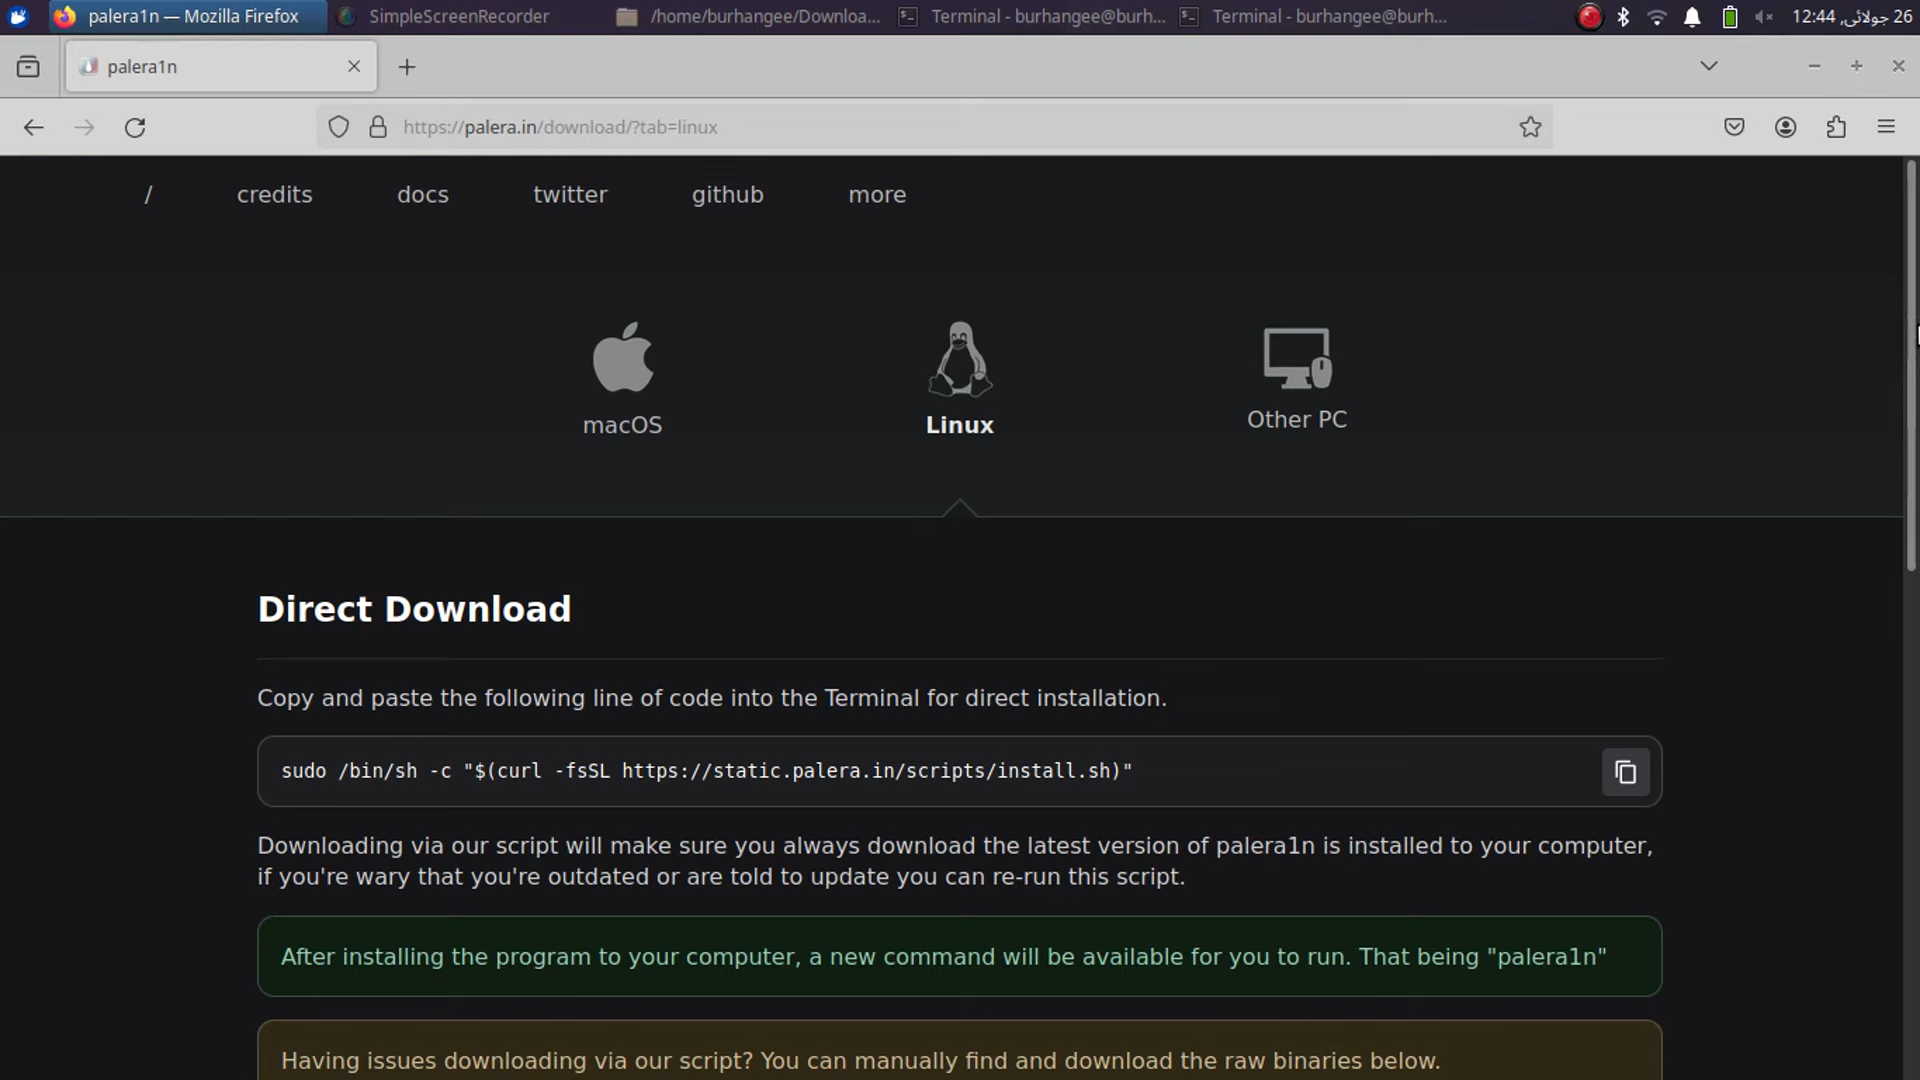 palera1n — Mozilla Firefox
SimpleScreenRecorder
/home/burhangee/Downloa...
Terminal - burhangee@burh...
Terminal - burhangee@burh...
26 جولائی, 12:44
palera1n
https://palera.in/download/?tab=linux
/
credits
docs
twitter
github
more
macOS
Linux
Other PC
Direct Download
Copy and paste the following line of code into the Terminal for direct installation.
sudo /bin/sh -c "$(curl -fsSL https://static.palera.in/scripts/install.sh)"
Downloading via our script will make sure you always download the latest version of palera1n is installed to your computer,
if you're wary that you're outdated or are told to update you can re-run this script.
After installing the program to your computer, a new command will be available for you to run. That being "palera1n"
Having issues downloading via our script? You can manually find and download the raw binaries below.